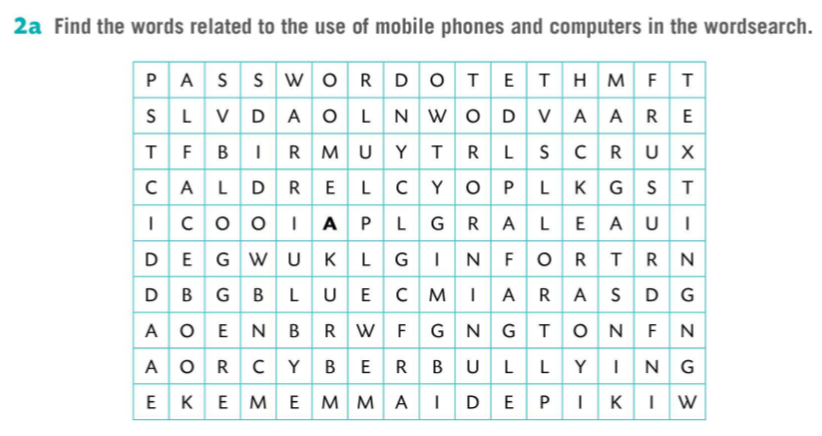 2a Find the words related to the use of mobile phones and computers in the wordsearch.
P A S S W O R D O T E T H M F T
S L V D A O L N W O D V A A R E
T F B I R M U Y T R L S C R U X
C A L D R E L C Y O P L K G S T
I C O O I A P L G R A L E A U I
D E G W U K L G I N F O R T R N
D B G B L U E C M I A R A S D G
A O E N B R W F G N G T O N F N
A O R C Y B E R B U L L Y I N G
E K E M E M M A I D E P I K I W